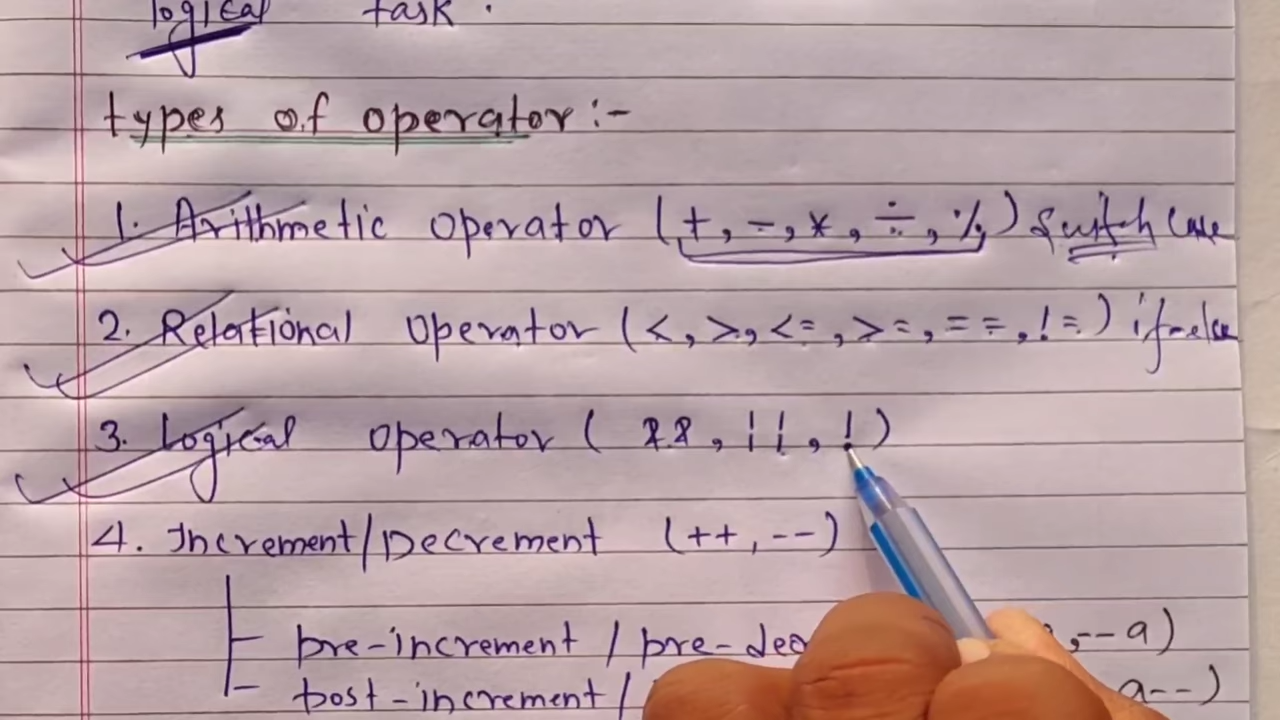 logical task.
types of operator:-
1. Arithmetic operator (+, -, *, ÷, %) Switch Case
2. Relational operator (<, >, <=, >=, ==, !=) if-else
3. Logical operator ( &&, ||, !)
4. Increment/Decrement (++, --)
pre-increment / pre-dec , --a)
post-increment / a--)